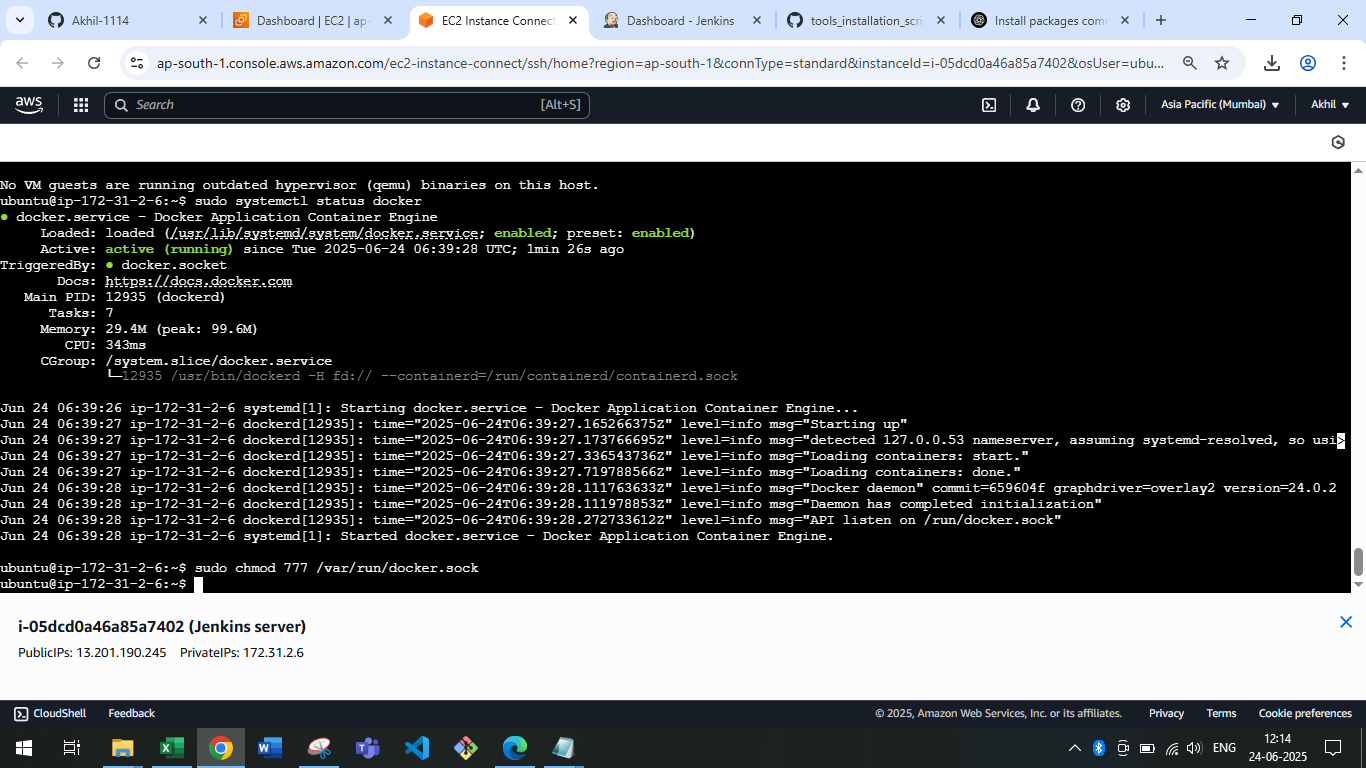 Akhil-1114
Dashboard | EC2 | ap-
EC2 Instance Connect
Dashboard - Jenkins
tools_installation_scri
Install packages com
ap-south-1.console.aws.amazon.com/ec2-instance-connect/ssh/home?region=ap-south-1&connType=standard&instanceId=i-05dcd0a46a85a7402&osUser=ubu...
aws
Search
[Alt+S]
Asia Pacific (Mumbai)
Akhil
No VM guests are running outdated hypervisor (qemu) binaries on this host.
ubuntu@ip-172-31-2-6:~$ sudo systemctl status docker
● docker.service - Docker Application Container Engine
Loaded: loaded (/usr/lib/systemd/system/docker.service; enabled; preset: enabled)
Active: active (running) since Tue 2025-06-24 06:39:28 UTC; 1min 26s ago
TriggeredBy: ● docker.socket
Docs: https://docs.docker.com
Main PID: 12935 (dockerd)
Tasks: 7
Memory: 29.4M (peak: 99.6M)
CPU: 343ms
CGroup: /system.slice/docker.service
└─12935 /usr/bin/dockerd -H fd:// --containerd=/run/containerd/containerd.sock
Jun 24 06:39:26 ip-172-31-2-6 systemd[1]: Starting docker.service - Docker Application Container Engine...
Jun 24 06:39:27 ip-172-31-2-6 dockerd[12935]: time="2025-06-24T06:39:27.165266375Z" level=info msg="Starting up"
Jun 24 06:39:27 ip-172-31-2-6 dockerd[12935]: time="2025-06-24T06:39:27.173766695Z" level=info msg="detected 127.0.0.53 nameserver, assuming systemd-resolved, so usi>
Jun 24 06:39:27 ip-172-31-2-6 dockerd[12935]: time="2025-06-24T06:39:27.336543736Z" level=info msg="Loading containers: start."
Jun 24 06:39:27 ip-172-31-2-6 dockerd[12935]: time="2025-06-24T06:39:27.719788566Z" level=info msg="Loading containers: done."
Jun 24 06:39:28 ip-172-31-2-6 dockerd[12935]: time="2025-06-24T06:39:28.111763633Z" level=info msg="Docker daemon" commit=659604f graphdriver=overlay2 version=24.0.2
Jun 24 06:39:28 ip-172-31-2-6 dockerd[12935]: time="2025-06-24T06:39:28.111978853Z" level=info msg="Daemon has completed initialization"
Jun 24 06:39:28 ip-172-31-2-6 dockerd[12935]: time="2025-06-24T06:39:28.272733612Z" level=info msg="API listen on /run/docker.sock"
Jun 24 06:39:28 ip-172-31-2-6 systemd[1]: Started docker.service - Docker Application Container Engine.
ubuntu@ip-172-31-2-6:~$ sudo chmod 777 /var/run/docker.sock
ubuntu@ip-172-31-2-6:~$
i-05dcd0a46a85a7402 (Jenkins server)
PublicIPs: 13.201.190.245 PrivateIPs: 172.31.2.6
CloudShell
Feedback
© 2025, Amazon Web Services, Inc. or its affiliates.
Privacy
Terms
Cookie preferences
ENG
12:14
24-06-2025